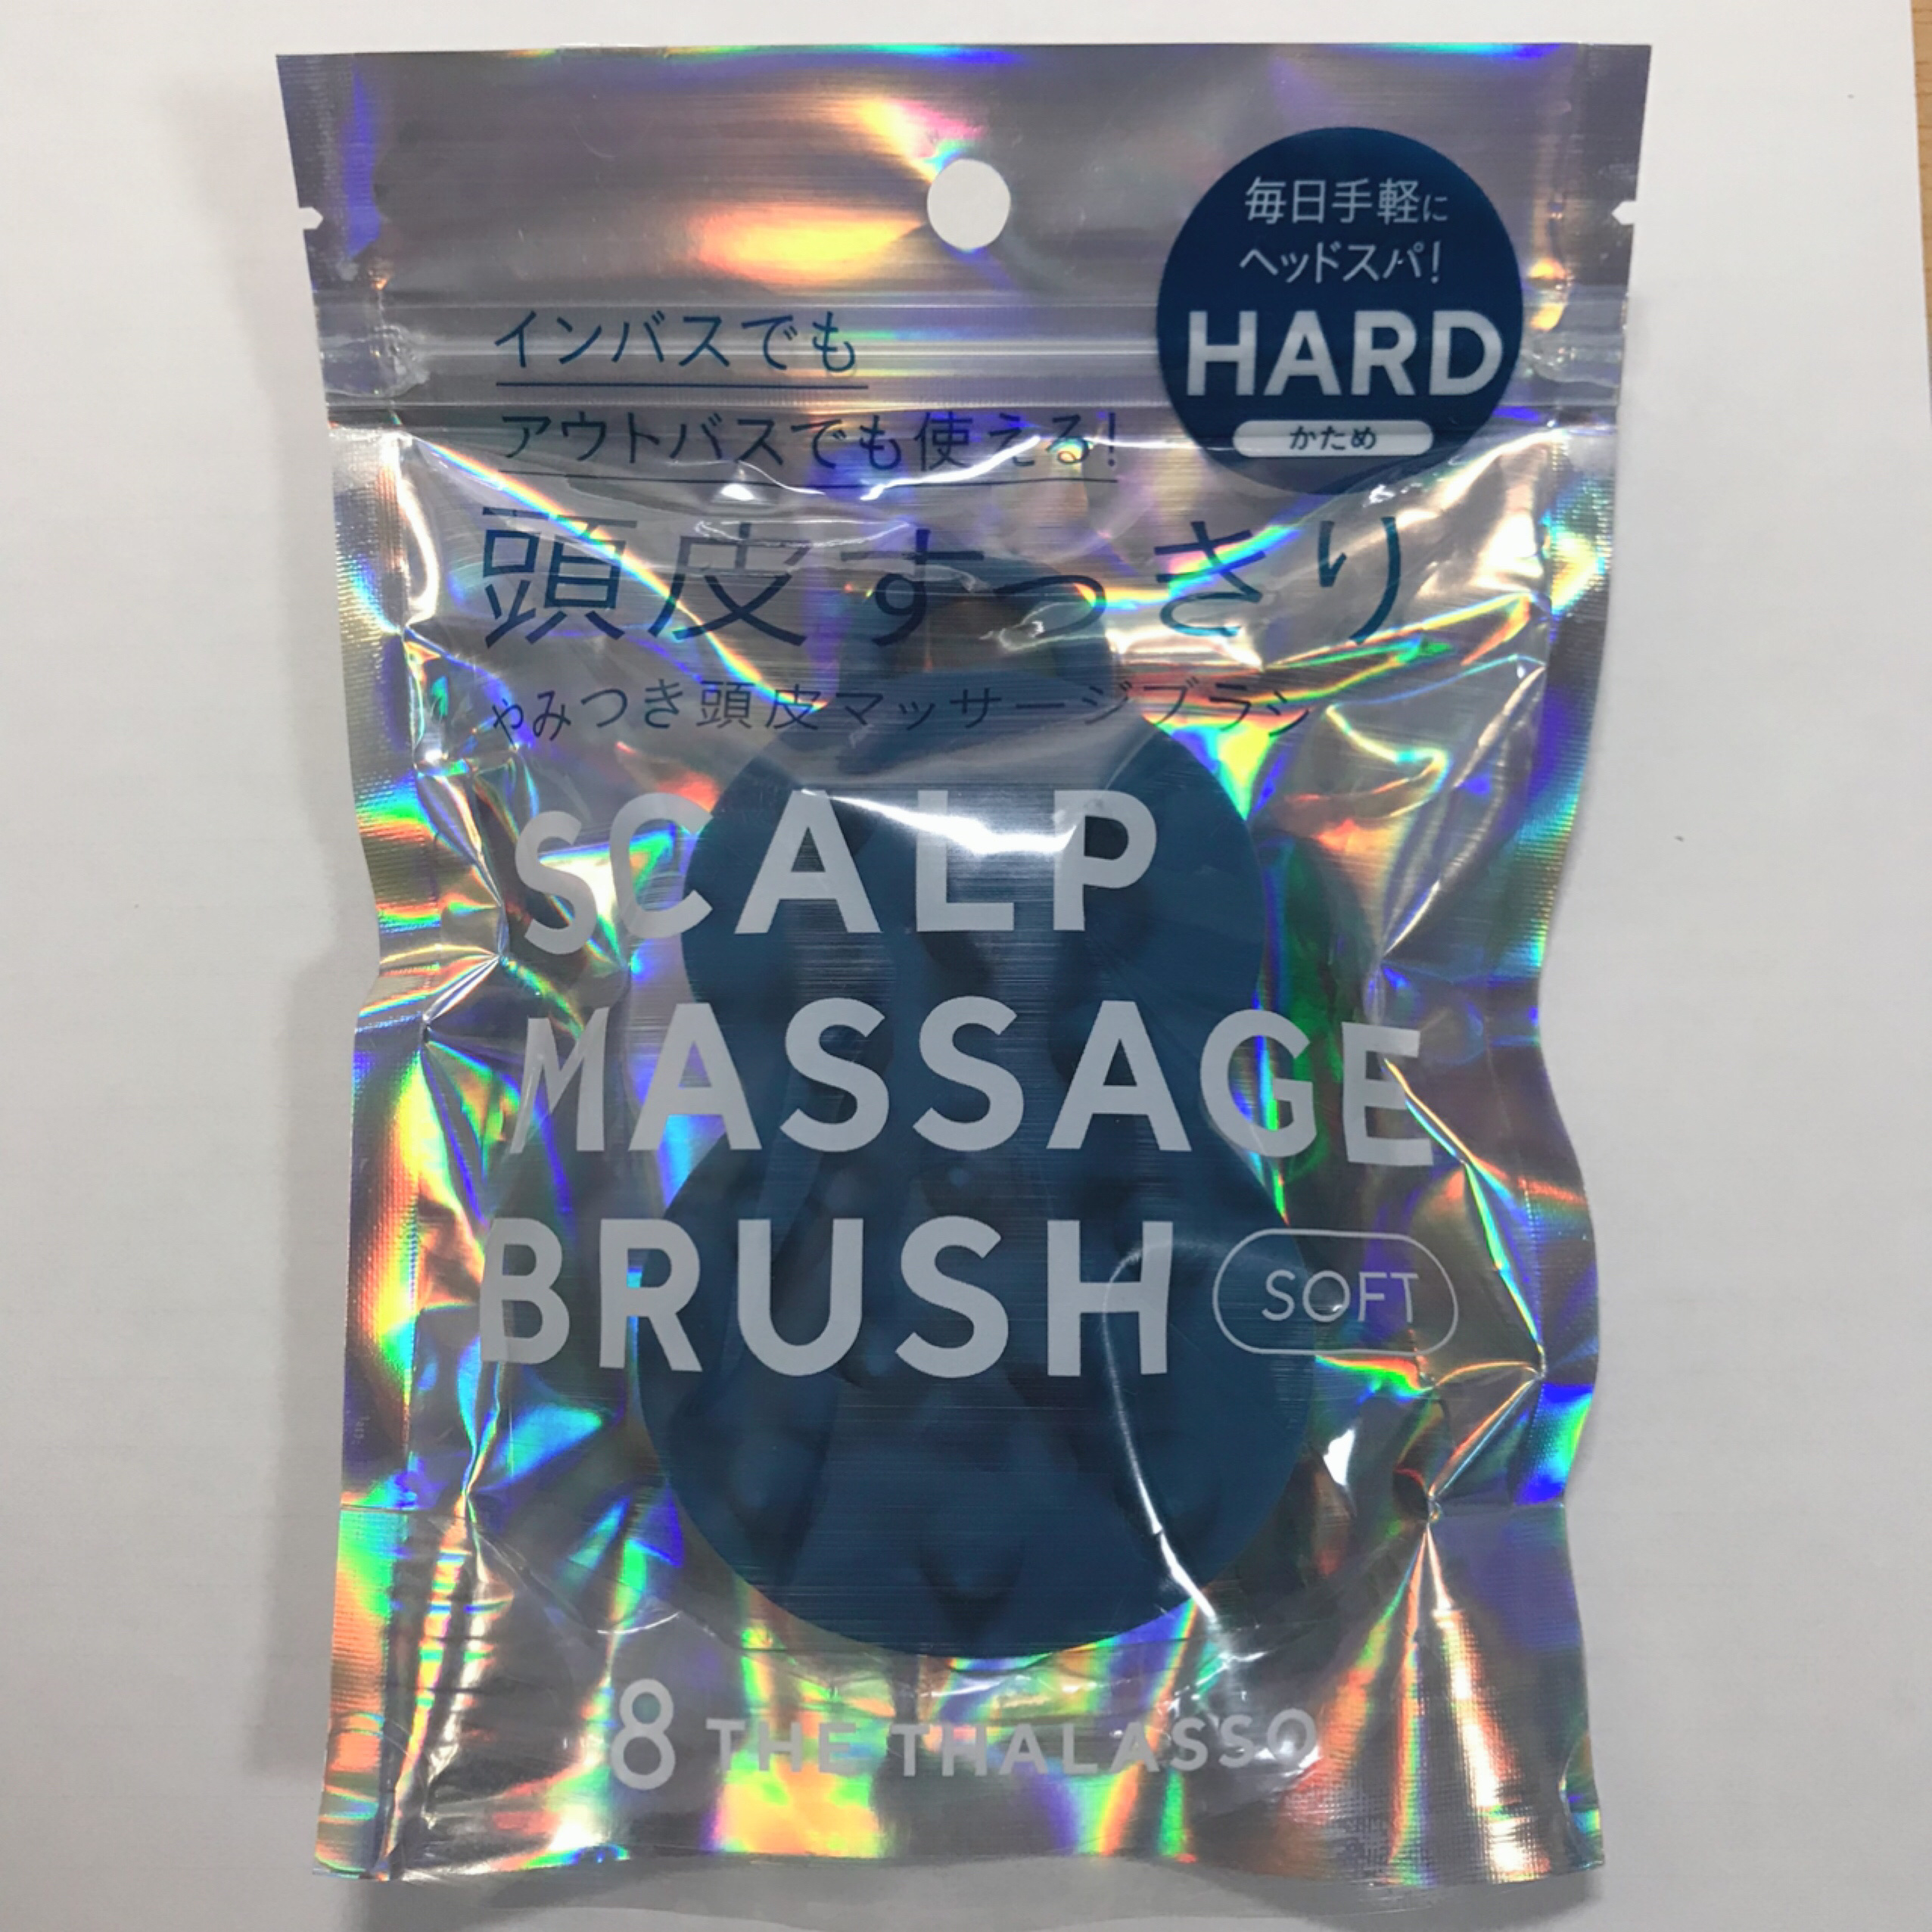 毎日手軽に
ヘッドスパ!
HARD
かため
インバスでも
アウトバスでも使える!
頭皮すっきり
やみつき頭皮マッサージブラシ
SCALP
MASSAGE
BRUSH SOFT
8 THE THALASSO